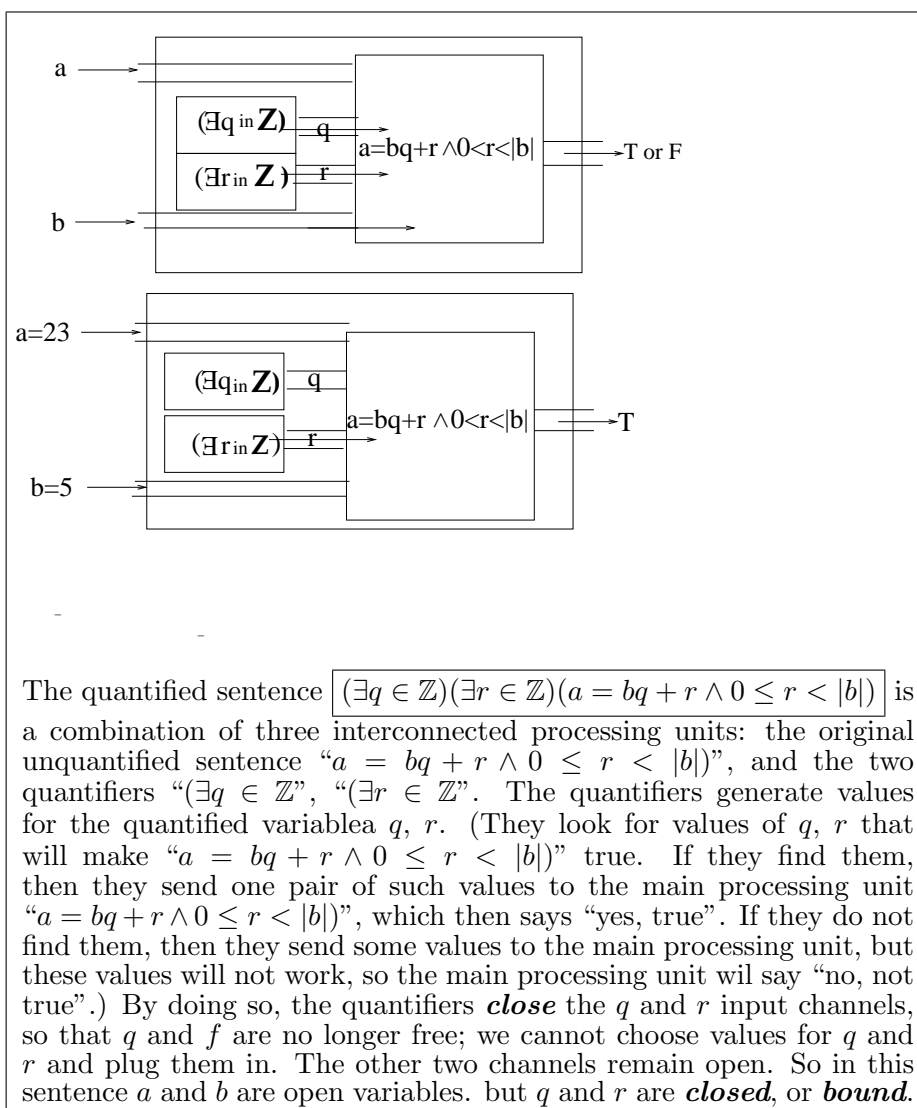 a
(∃q in Z)
q
a=bq+r ∧0<r<|b|
T or F
(∃r in Z )
r
b
a=23
(∃q in Z)
q
a=bq+r ∧0<r<|b|
T
(∃r in Z)
r
b=5
The quantified sentence (∃q ∈ ℤ)(∃r ∈ ℤ)(a = bq + r ∧ 0 ≤ r < |b|) is
a combination of three interconnected processing units: the original
unquantified sentence “a = bq + r ∧ 0 ≤ r < |b|)”, and the two
quantifiers “(∃q ∈ ℤ”, “(∃r ∈ ℤ”. The quantifiers generate values
for the quantified variablea q, r. (They look for values of q, r that
will make “a = bq + r ∧ 0 ≤ r < |b|)” true. If they find them,
then they send one pair of such values to the main processing unit
“a = bq + r ∧ 0 ≤ r < |b|)”, which then says “yes, true”. If they do not
find them, then they send some values to the main processing unit, but
these values will not work, so the main processing unit wil say “no, not
true”.) By doing so, the quantifiers close the q and r input channels,
so that q and f are no longer free; we cannot choose values for q and
r and plug them in. The other two channels remain open. So in this
sentence a and b are open variables. but q and r are closed, or bound.